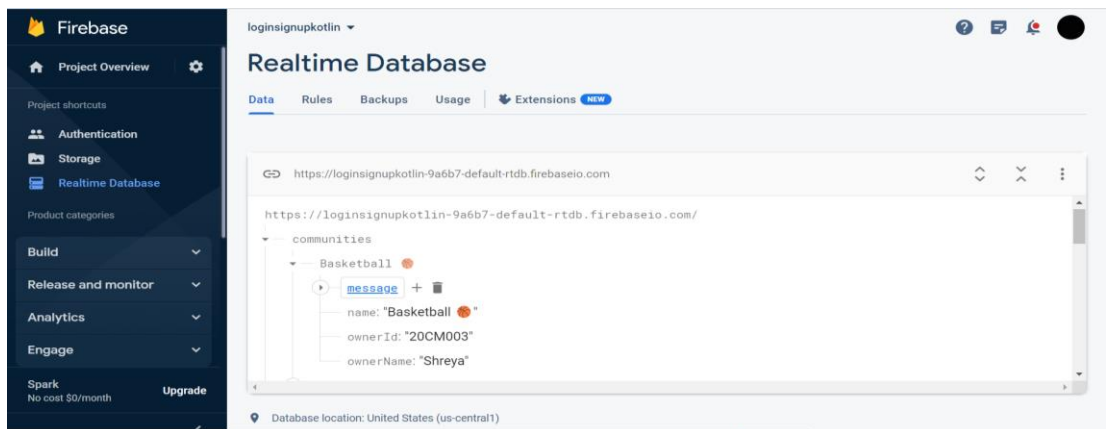 Firebase
Project Overview
Project shortcuts
Authentication
Storage
Realtime Database
Product categories
Build
Release and monitor
Analytics
Engage
Spark
No cost $0/month
Upgrade
loginsignupkotlin
Realtime Database
Data Rules Backups Usage Extensions NEW
https://loginsignupkotlin-9a6b7-default-rtdb.firebaseio.com
https://loginsignupkotlin-9a6b7-default-rtdb.firebaseio.com/
communities
Basketball 🏀
message
name: "Basketball 🏀"
ownerId: "20CM003"
ownerName: "Shreya"
Database location: United States (us-central1)